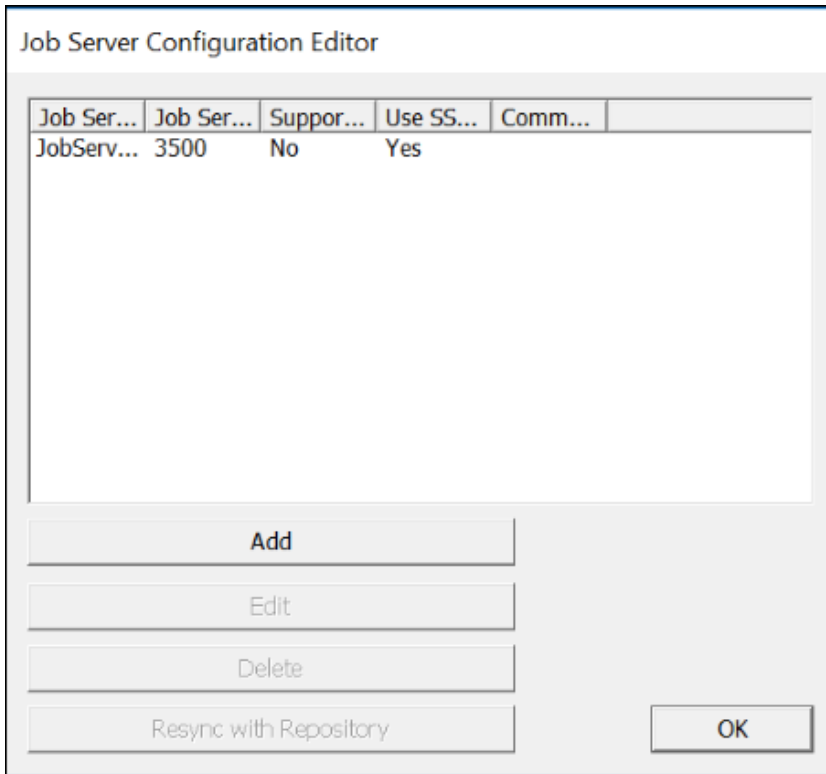 Job Server Configuration Editor
Job Ser... Job Ser... Suppor... Use SS... Comm...
JobServ... 3500 No Yes
Add
Edit
Delete
Resync with Repository
OK